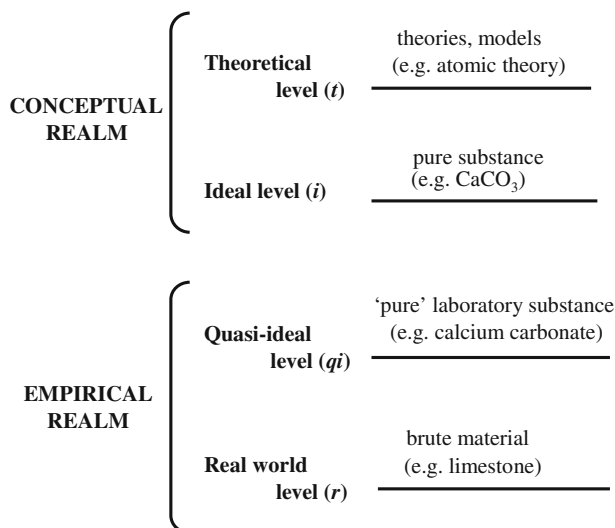 CONCEPTUAL
REALM
Theoretical
level (t)
theories, models
(e.g. atomic theory)
Ideal level (i)
pure substance
(e.g. CaCO₃)
EMPIRICAL
REALM
Quasi-ideal
level (qi)
‘pure’ laboratory substance
(e.g. calcium carbonate)
Real world
level (r)
brute material
(e.g. limestone)